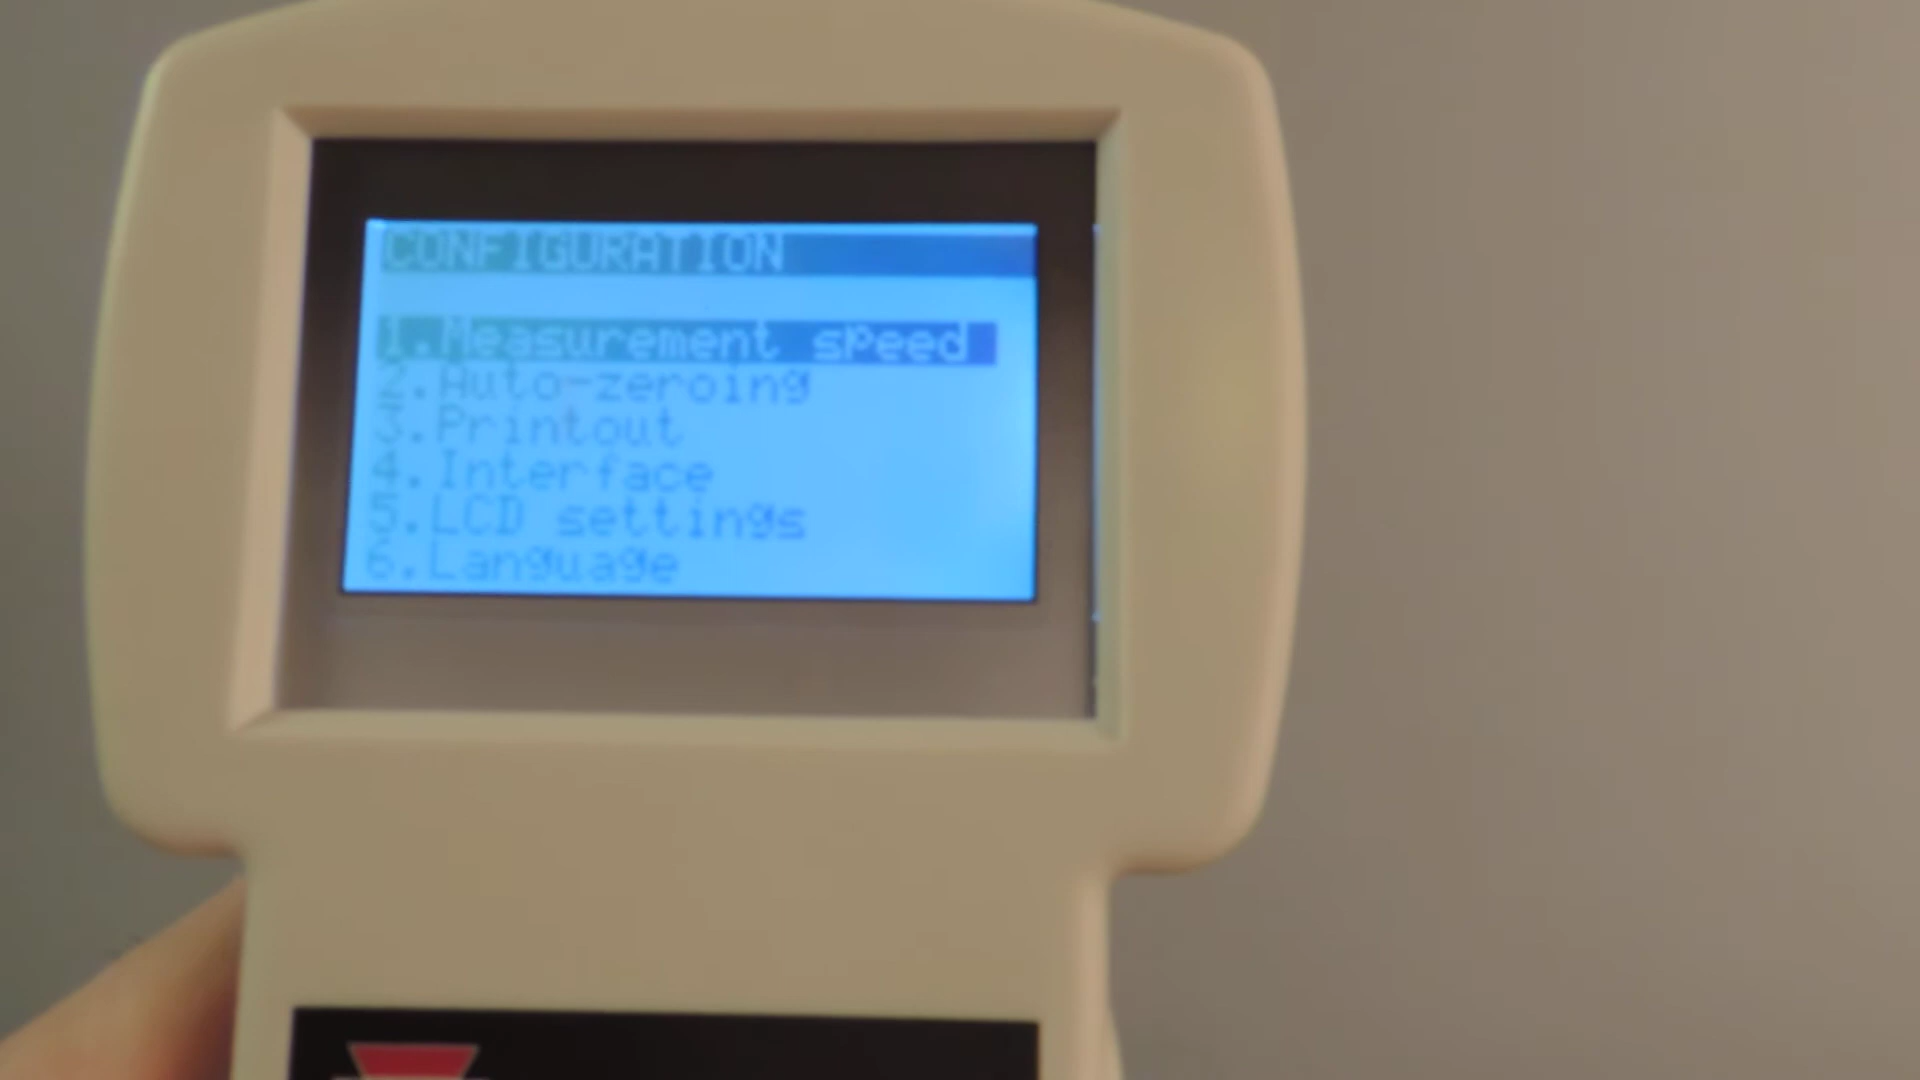 CONFIGURATION
1.Measurement speed
2.Auto-zeroing
3.Printout
4.Interface
5.LCD settings
6.Language